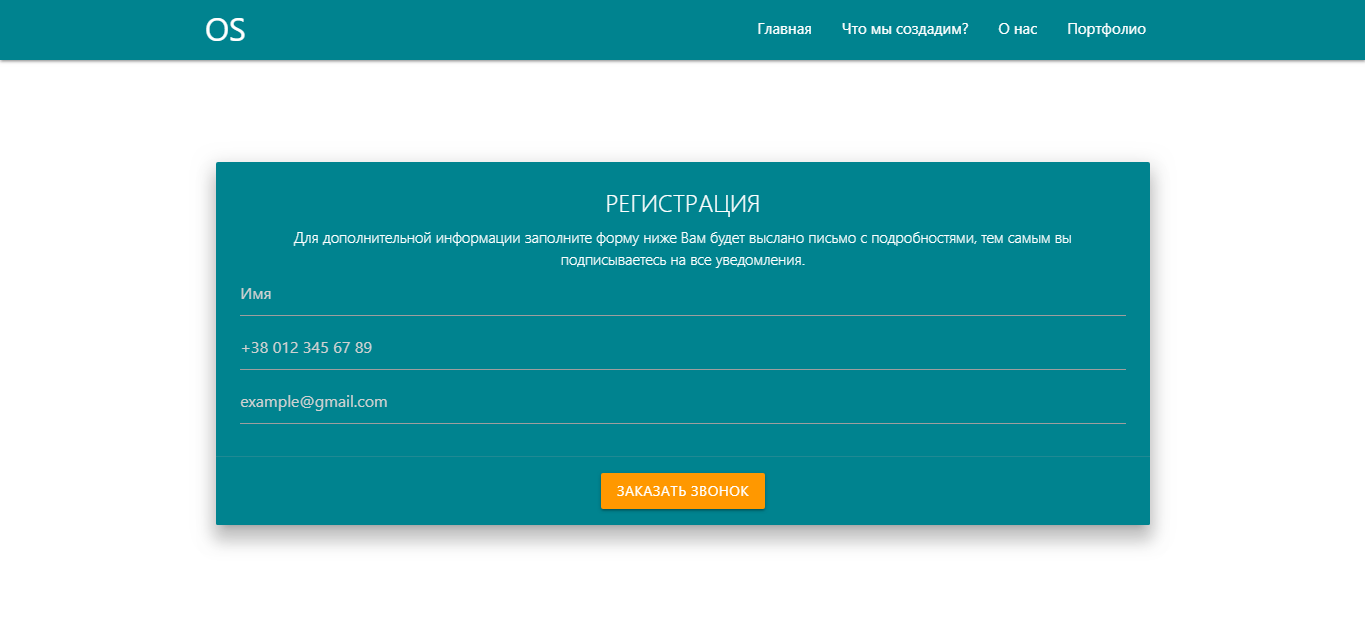 OS
Главная Что мы создадим? О нас Портфолио
РЕГИСТРАЦИЯ
Для дополнительной информации заполните форму ниже Вам будет выслано письмо с подробностями, тем самым вы
подписываетесь на все уведомления.
Имя
+38 012 345 67 89
example@gmail.com
ЗАКАЗАТЬ ЗВОНОК